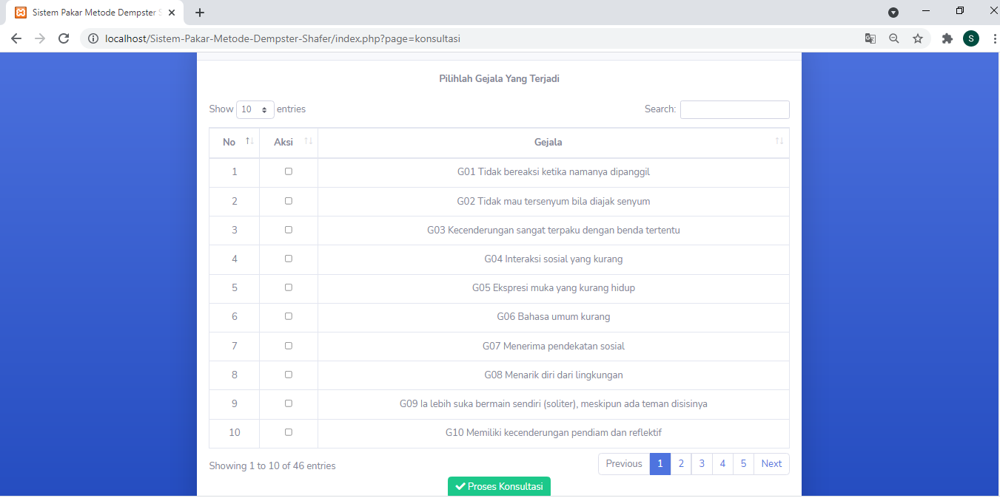 Sistem Pakar Metode Dempster S
localhost/Sistem-Pakar-Metode-Dempster-Shafer/index.php?page=konsultasi
S
Pilihlah Gejala Yang Terjadi
Show 10 entries Search:
No Aksi Gejala
1 G01 Tidak bereaksi ketika namanya dipanggil
2 G02 Tidak mau tersenyum bila diajak senyum
3 G03 Kecenderungan sangat terpaku dengan benda tertentu
4 G04 Interaksi sosial yang kurang
5 G05 Ekspresi muka yang kurang hidup
6 G06 Bahasa umum kurang
7 G07 Menerima pendekatan sosial
8 G08 Menarik diri dari lingkungan
9 G09 Ia lebih suka bermain sendiri (soliter), meskipun ada teman disisinya
10 G10 Memiliki kecenderungan pendiam dan reflektif
Showing 1 to 10 of 46 entries Previous 1 2 3 4 5 Next
Proses Konsultasi